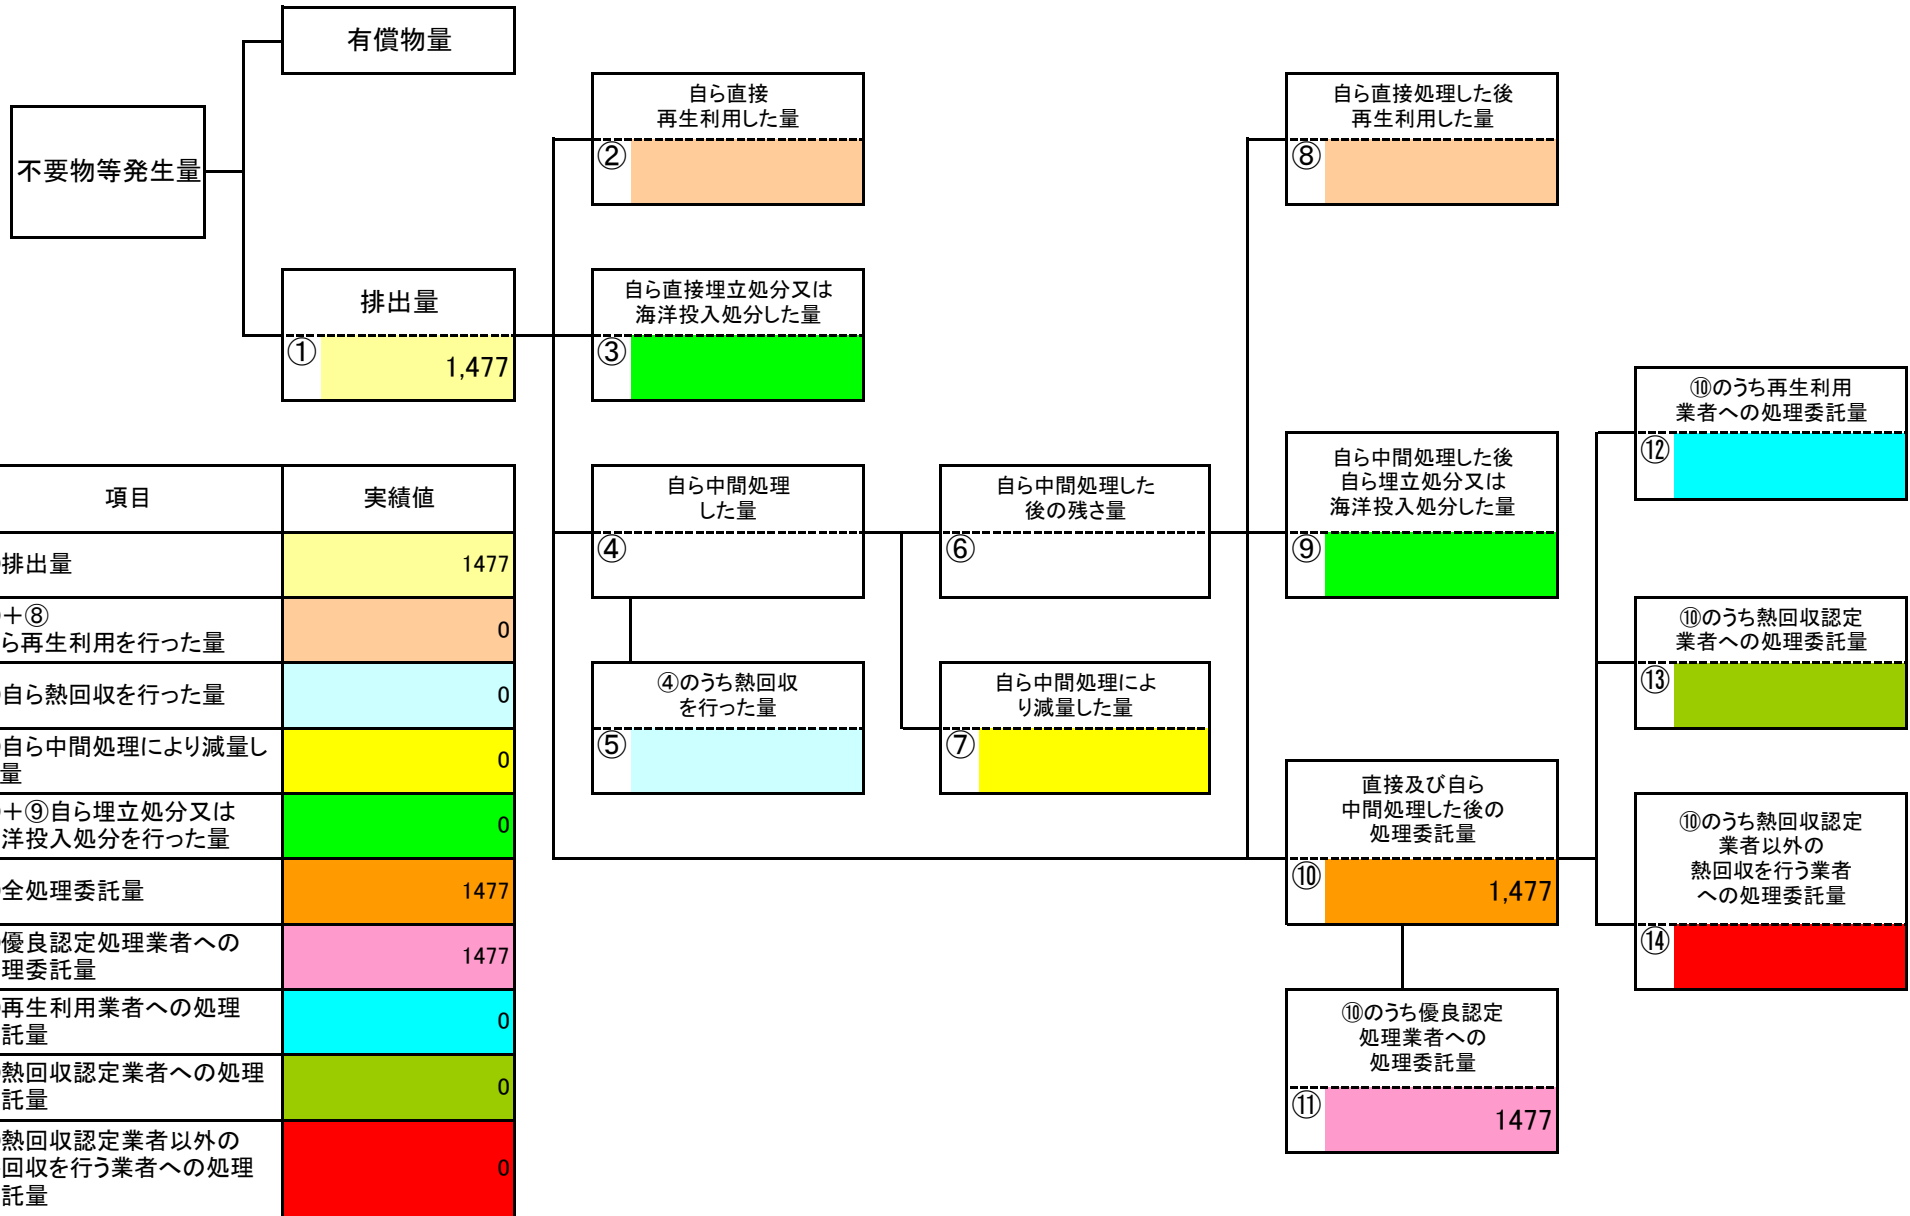 有償物量
不要物等発生量
自ら直接
再生利用した量
②
自ら直接処理した後
再生利用した量
⑧
排出量
①
1,477
自ら直接埋立処分又は
海洋投入処分した量
③
⑩のうち再生利用
業者への処理委託量
⑫
自ら中間処理
した量
④
自ら中間処理した
後の残さ量
⑥
自ら中間処理した後
自ら埋立処分又は
海洋投入処分した量
⑨
⑩のうち熱回収認定
業者への処理委託量
⑬
④のうち熱回収
を行った量
⑤
自ら中間処理によ
り減量した量
⑦
直接及び自ら
中間処理した後の
処理委託量
⑩
1,477
⑩のうち熱回収認定
業者以外の
熱回収を行う業者
への処理委託量
⑭
⑩のうち優良認定
処理業者への
処理委託量
⑪
1477
項目
実績値
排出量
1477
+⑧
ら再生利用を行った量
0
自ら熱回収を行った量
0
自ら中間処理により減量し
量
0
+⑨自ら埋立処分又は
洋投入処分を行った量
0
全処理委託量
1477
優良認定処理業者への
理委託量
1477
再生利用業者への処理
託量
0
熱回収認定業者への処理
託量
0
熱回収認定業者以外の
回収を行う業者への処理
託量
0